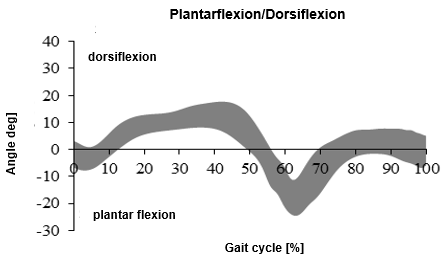 Plantarflexion/Dorsiflexion
40
dorsiflexion
30
20
10
0
0 10 20 30 40 50 60 70 80 90 100
-10
-20
plantar flexion
-30
Angle deg]
Gait cycle [%]